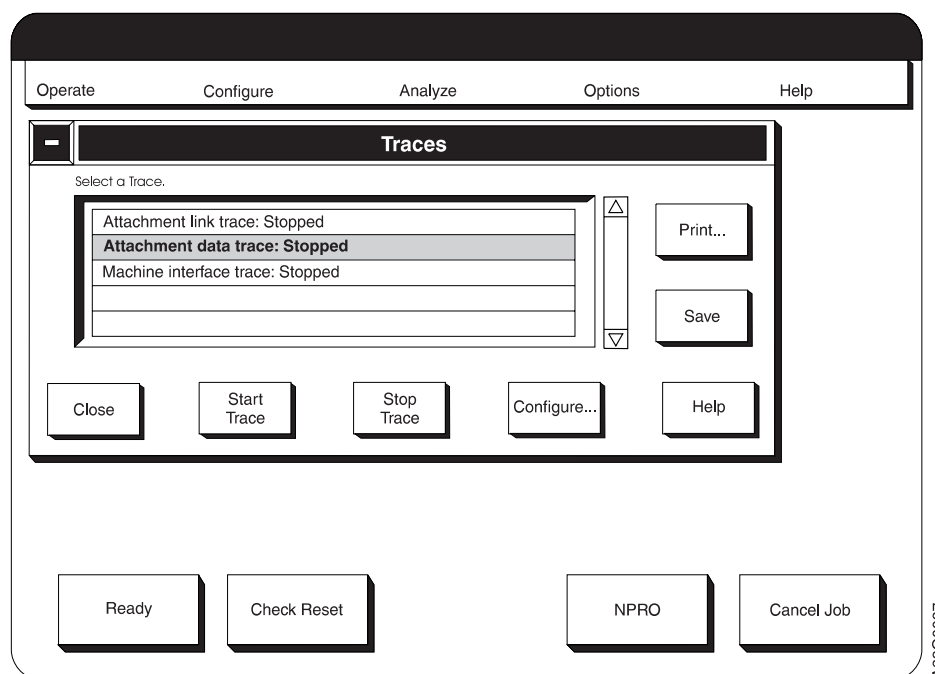 Operate Configure Analyze Options Help
Traces
Select a Trace.
Attachment link trace: Stopped
Attachment data trace: Stopped
Machine interface trace: Stopped
Print...
Save
Close
Start
Trace
Stop
Trace
Configure...
Help
Ready
Check Reset
NPRO
Cancel Job